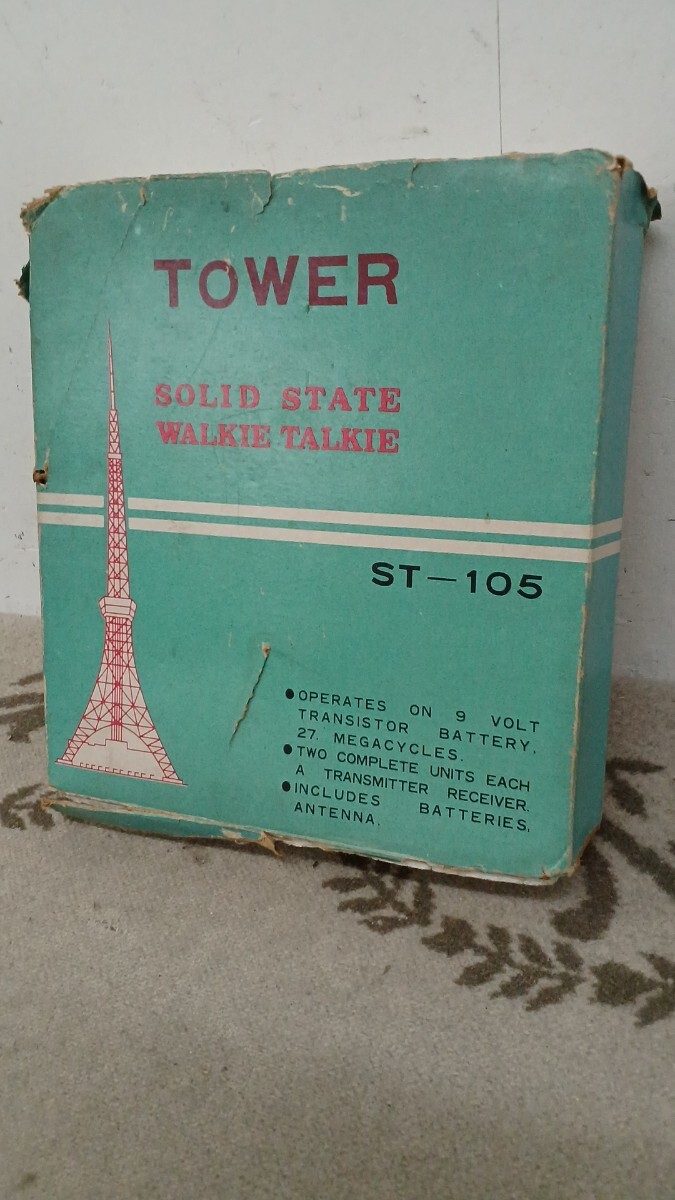 TOWER
SOLID STATE
WALKIE TALKIE
ST-105
●OPERATES ON 9 VOLT
TRANSISTOR BATTERY,
27. MEGACYCLES.
●TWO COMPLETE UNITS EACH
A TRANSMITTER RECEIVER.
●INCLUDES BATTERIES,
ANTENNA.